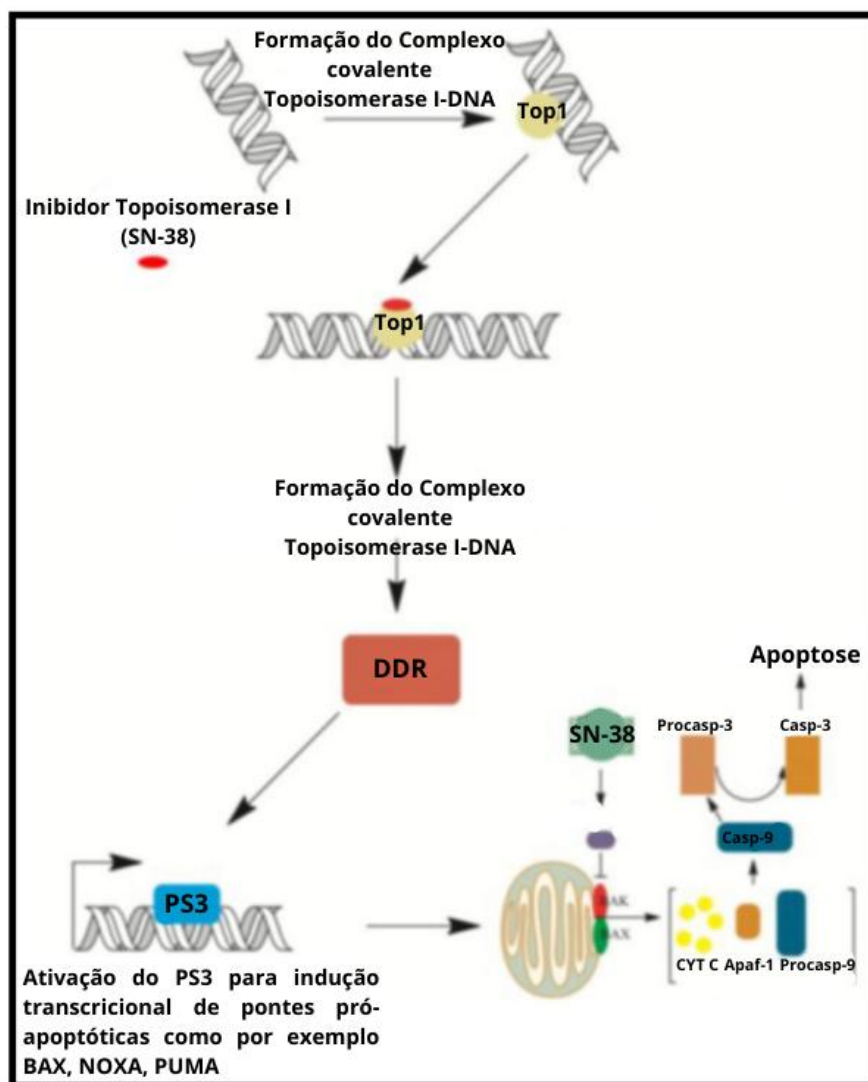 Formação do Complexo
covalente
Topoisomerase I-DNA
Top1
Inibidor Topoisomerase I
(SN-38)
Top1
Formação do Complexo
covalente
Topoisomerase I-DNA
DDR
Apoptose
Procasp-3
Casp-3
SN-38
Casp-9
PS3
BAK
BAX
CYT C
Apaf-1
Procasp-9
Ativação do PS3 para indução
transcricional de pontes pró-
apoptóticas como por exemplo
BAX, NOXA, PUMA